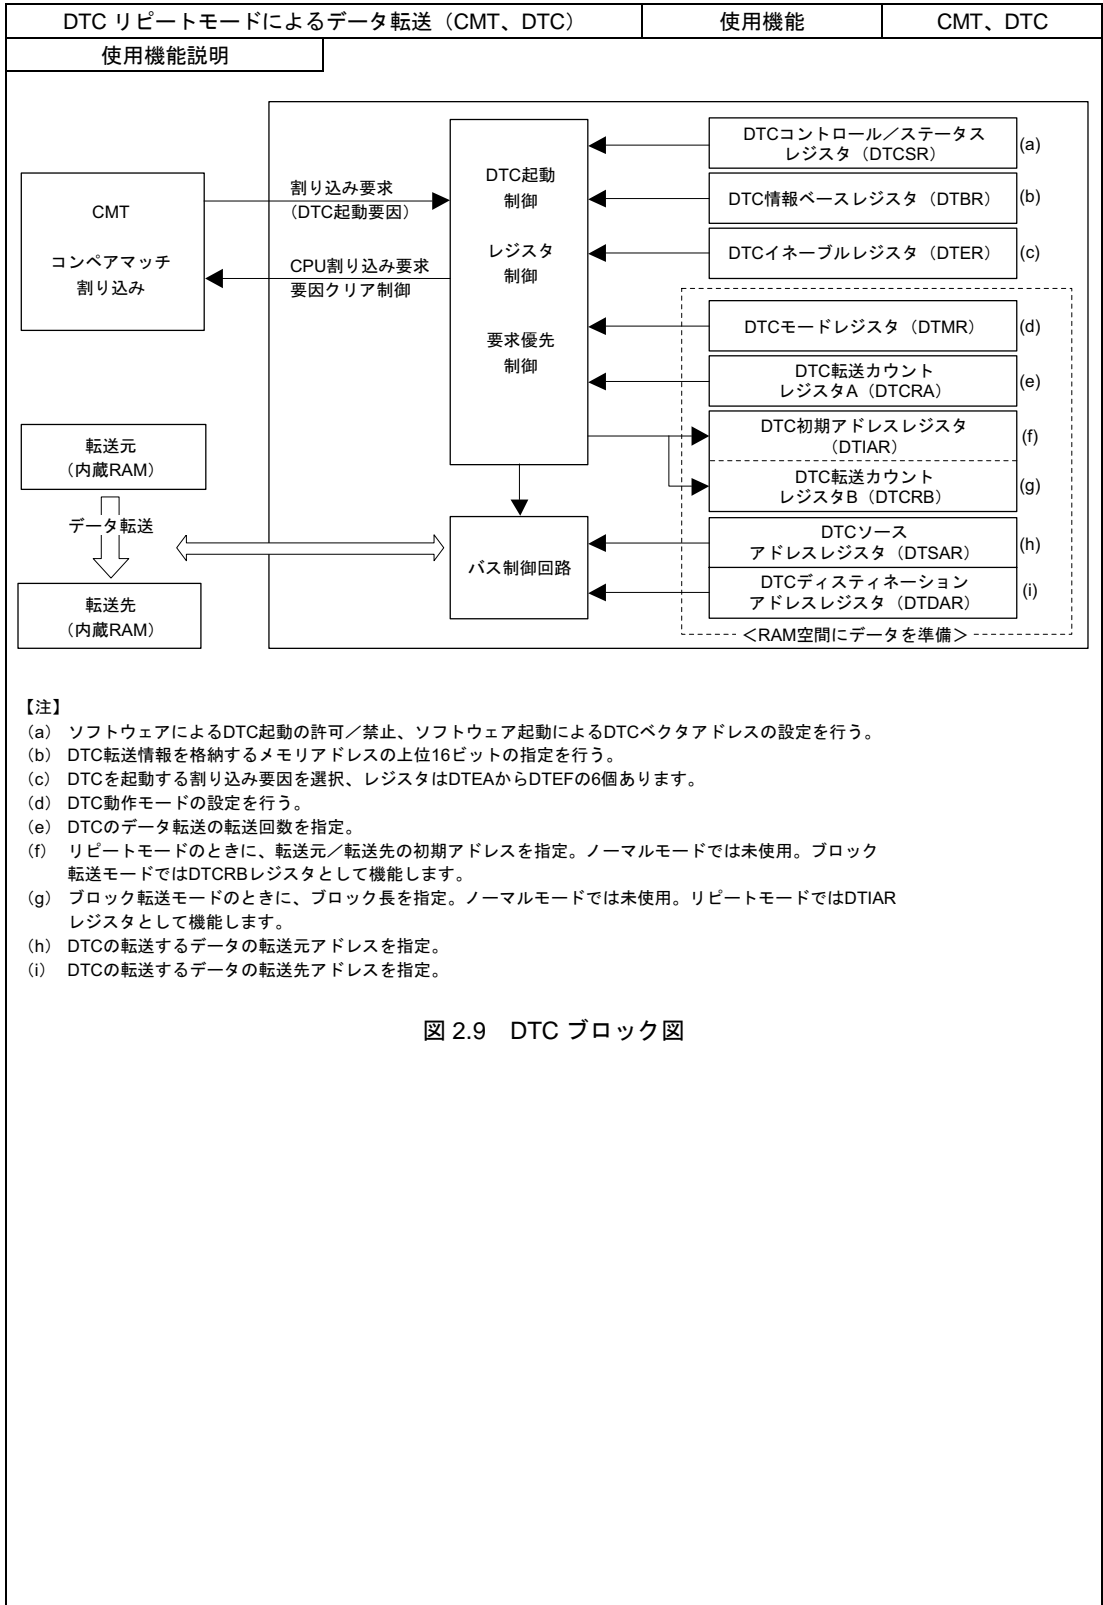 DTC リピートモードによるデータ転送（CMT、DTC）
使用機能
CMT、DTC
使用機能説明
CMT
コンペアマッチ
割り込み
割り込み要求
（DTC起動要因）
CPU割り込み要求
要因クリア制御
DTC起動
制御
レジスタ
制御
要求優先
制御
DTCコントロール／ステータス
レジスタ（DTCSR）
(a)
DTC情報ベースレジスタ（DTBR）
(b)
DTCイネーブルレジスタ（DTER）
(c)
DTCモードレジスタ（DTMR）
(d)
DTC転送カウント
レジスタA（DTCRA）
(e)
DTC初期アドレスレジスタ
（DTIAR）
(f)
DTC転送カウント
レジスタB（DTCRB）
(g)
転送元
（内蔵RAM）
データ転送
転送先
（内蔵RAM）
バス制御回路
DTCソース
アドレスレジスタ（DTSAR）
(h)
DTCディスティネーション
アドレスレジスタ（DTDAR）
(i)
＜RAM空間にデータを準備＞
【注】
（a） ソフトウェアによるDTC起動の許可／禁止、ソフトウェア起動によるDTCベクタアドレスの設定を行う。
（b） DTC転送情報を格納するメモリアドレスの上位16ビットの指定を行う。
（c） DTCを起動する割り込み要因を選択、レジスタはDTEAからDTEFの6個あります。
（d） DTC動作モードの設定を行う。
（e） DTCのデータ転送の転送回数を指定。
（f） リピートモードのときに、転送元／転送先の初期アドレスを指定。ノーマルモードでは未使用。ブロック
転送モードではDTCRBレジスタとして機能します。
（g） ブロック転送モードのときに、ブロック長を指定。ノーマルモードでは未使用。リピートモードではDTIAR
レジスタとして機能します。
（h） DTCの転送するデータの転送元アドレスを指定。
（i） DTCの転送するデータの転送先アドレスを指定。
図 2.9 DTC ブロック図